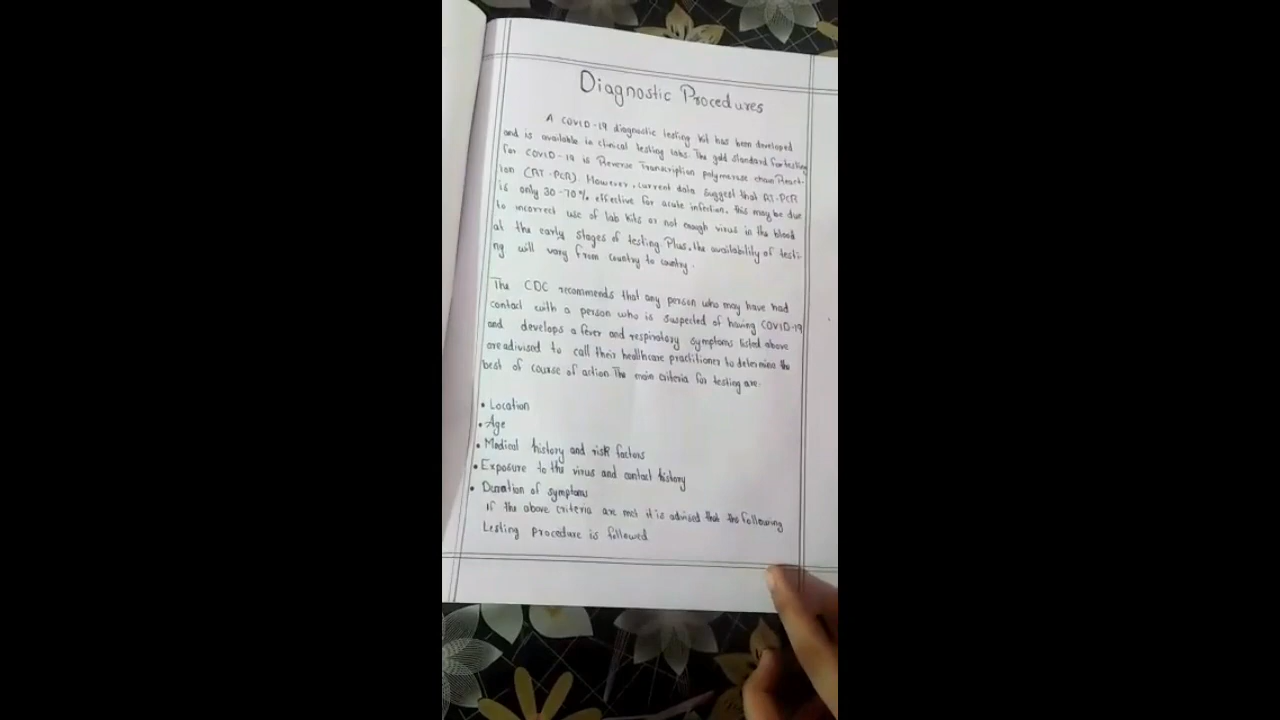 Diagnostic Procedures
A COVID-19 diagnostic testing kit has been developed
and is available in clinical testing labs. The gold standard for testing
for COVID-19 is Reverse Transcription polymerase chain React-
ion (RT-PCR). However, current data suggest that RT-PCR
is only 30-70% effective for acute infection, this may be due
to incorrect use of lab kits or not enough virus in the blood
at the early stages of testing. Plus, the availability of testi-
ng will vary from country to country.
The CDC recommends that any person who may have had
contact with a person who is suspected of having COVID-19
and develops a fever and respiratory symptoms listed above
are adivised to call their healthcare practitioner to determine the
best of course of action. The main criteria for testing are.
• Location
• Age
• Medical history and risk factors
• Exposure to the virus and contact history
• Duration of symptoms
If the above criteria are met it is advised that the following
testing procedure is followed